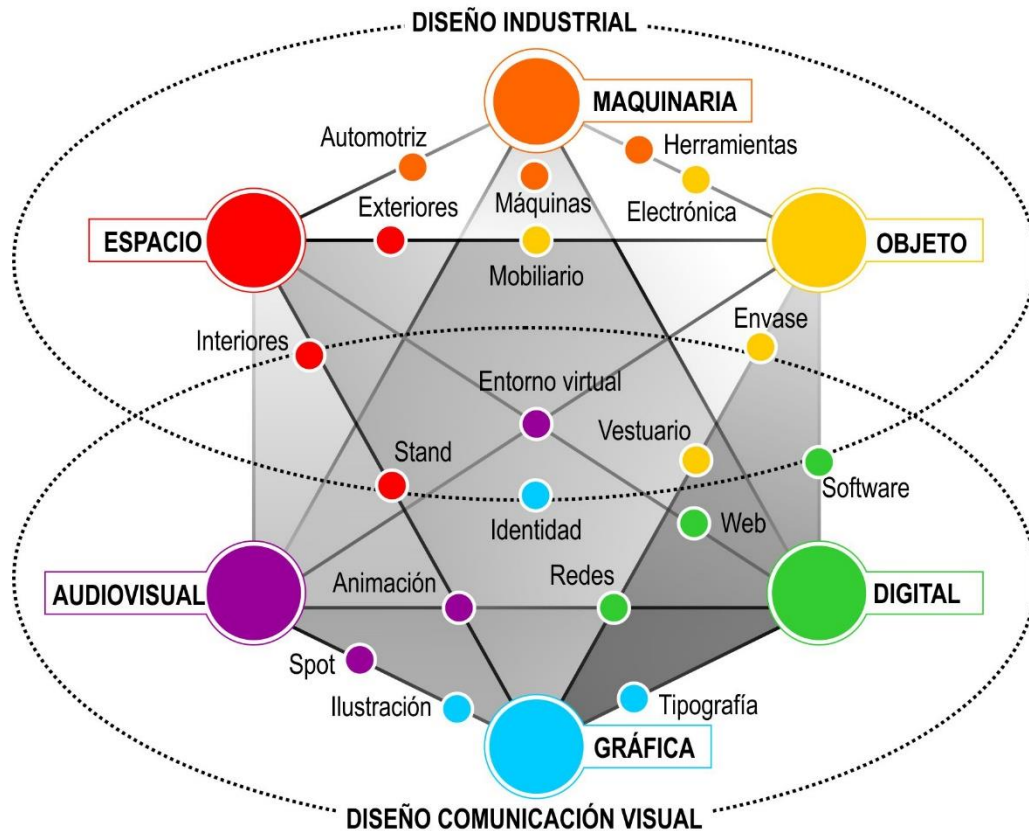 DISEÑO INDUSTRIAL
MAQUINARIA
Automotriz
Herramientas
Exteriores
Máquinas
Electrónica
ESPACIO
OBJETO
Mobiliario
Envase
Interiores
Entorno virtual
Vestuario
Stand
Software
Identidad
Web
Animación
Redes
AUDIOVISUAL
DIGITAL
Spot
Ilustración
Tipografía
GRÁFICA
DISEÑO COMUNICACIÓN VISUAL